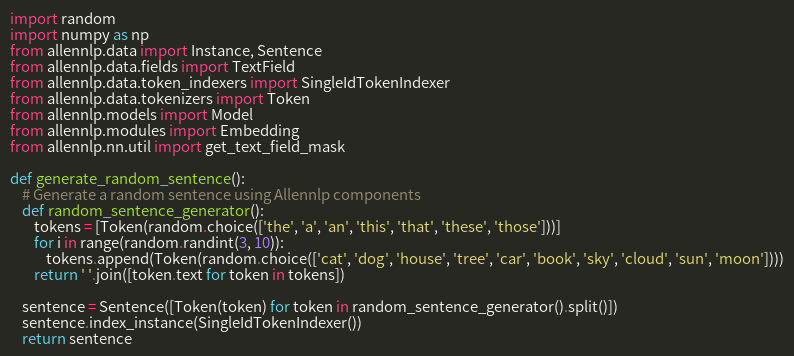 import random
import numpy as np
from allennlp.data import Instance, Sentence
from allennlp.data.fields import TextField
from allennlp.data.token_indexers import SingleIdTokenIndexer
from allennlp.data.tokenizers import Token
from allennlp.models import Model
from allennlp.modules import Embedding
from allennlp.nn.util import get_text_field_mask

def generate_random_sentence():
    # Generate a random sentence using Allennlp components
    def random_sentence_generator():
        tokens = [Token(random.choice(['the', 'a', 'an', 'this', 'that', 'these', 'those']))]
        for i in range(random.randint(3, 10)):
            tokens.append(Token(random.choice(['cat', 'dog', 'house', 'tree', 'car', 'book', 'sky', 'cloud', 'sun', 'moon'])))
        return ' '.join([token.text for token in tokens])

    sentence = Sentence([Token(token) for token in random_sentence_generator().split()])
    sentence.index_instance(SingleIdTokenIndexer())
    return sentence